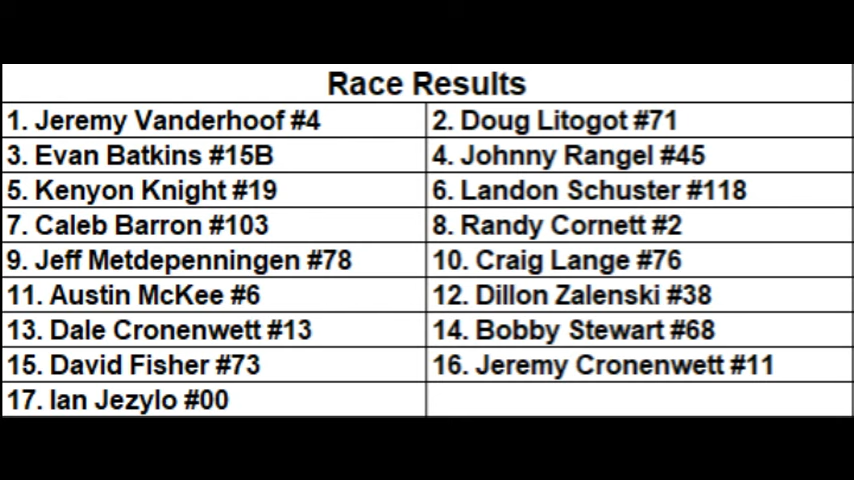 Race Results
1. Jeremy Vanderhoof #4
2. Doug Litogot #71
3. Evan Batkins #15B
4. Johnny Rangel #45
5. Kenyon Knight #19
6. Landon Schuster #118
7. Caleb Barron #103
8. Randy Cornett #2
9. Jeff Metdepenningen #78
10. Craig Lange #76
11. Austin McKee #6
12. Dillon Zalenski #38
13. Dale Cronenwett #13
14. Bobby Stewart #68
15. David Fisher #73
16. Jeremy Cronenwett #11
17. Ian Jezylo #00